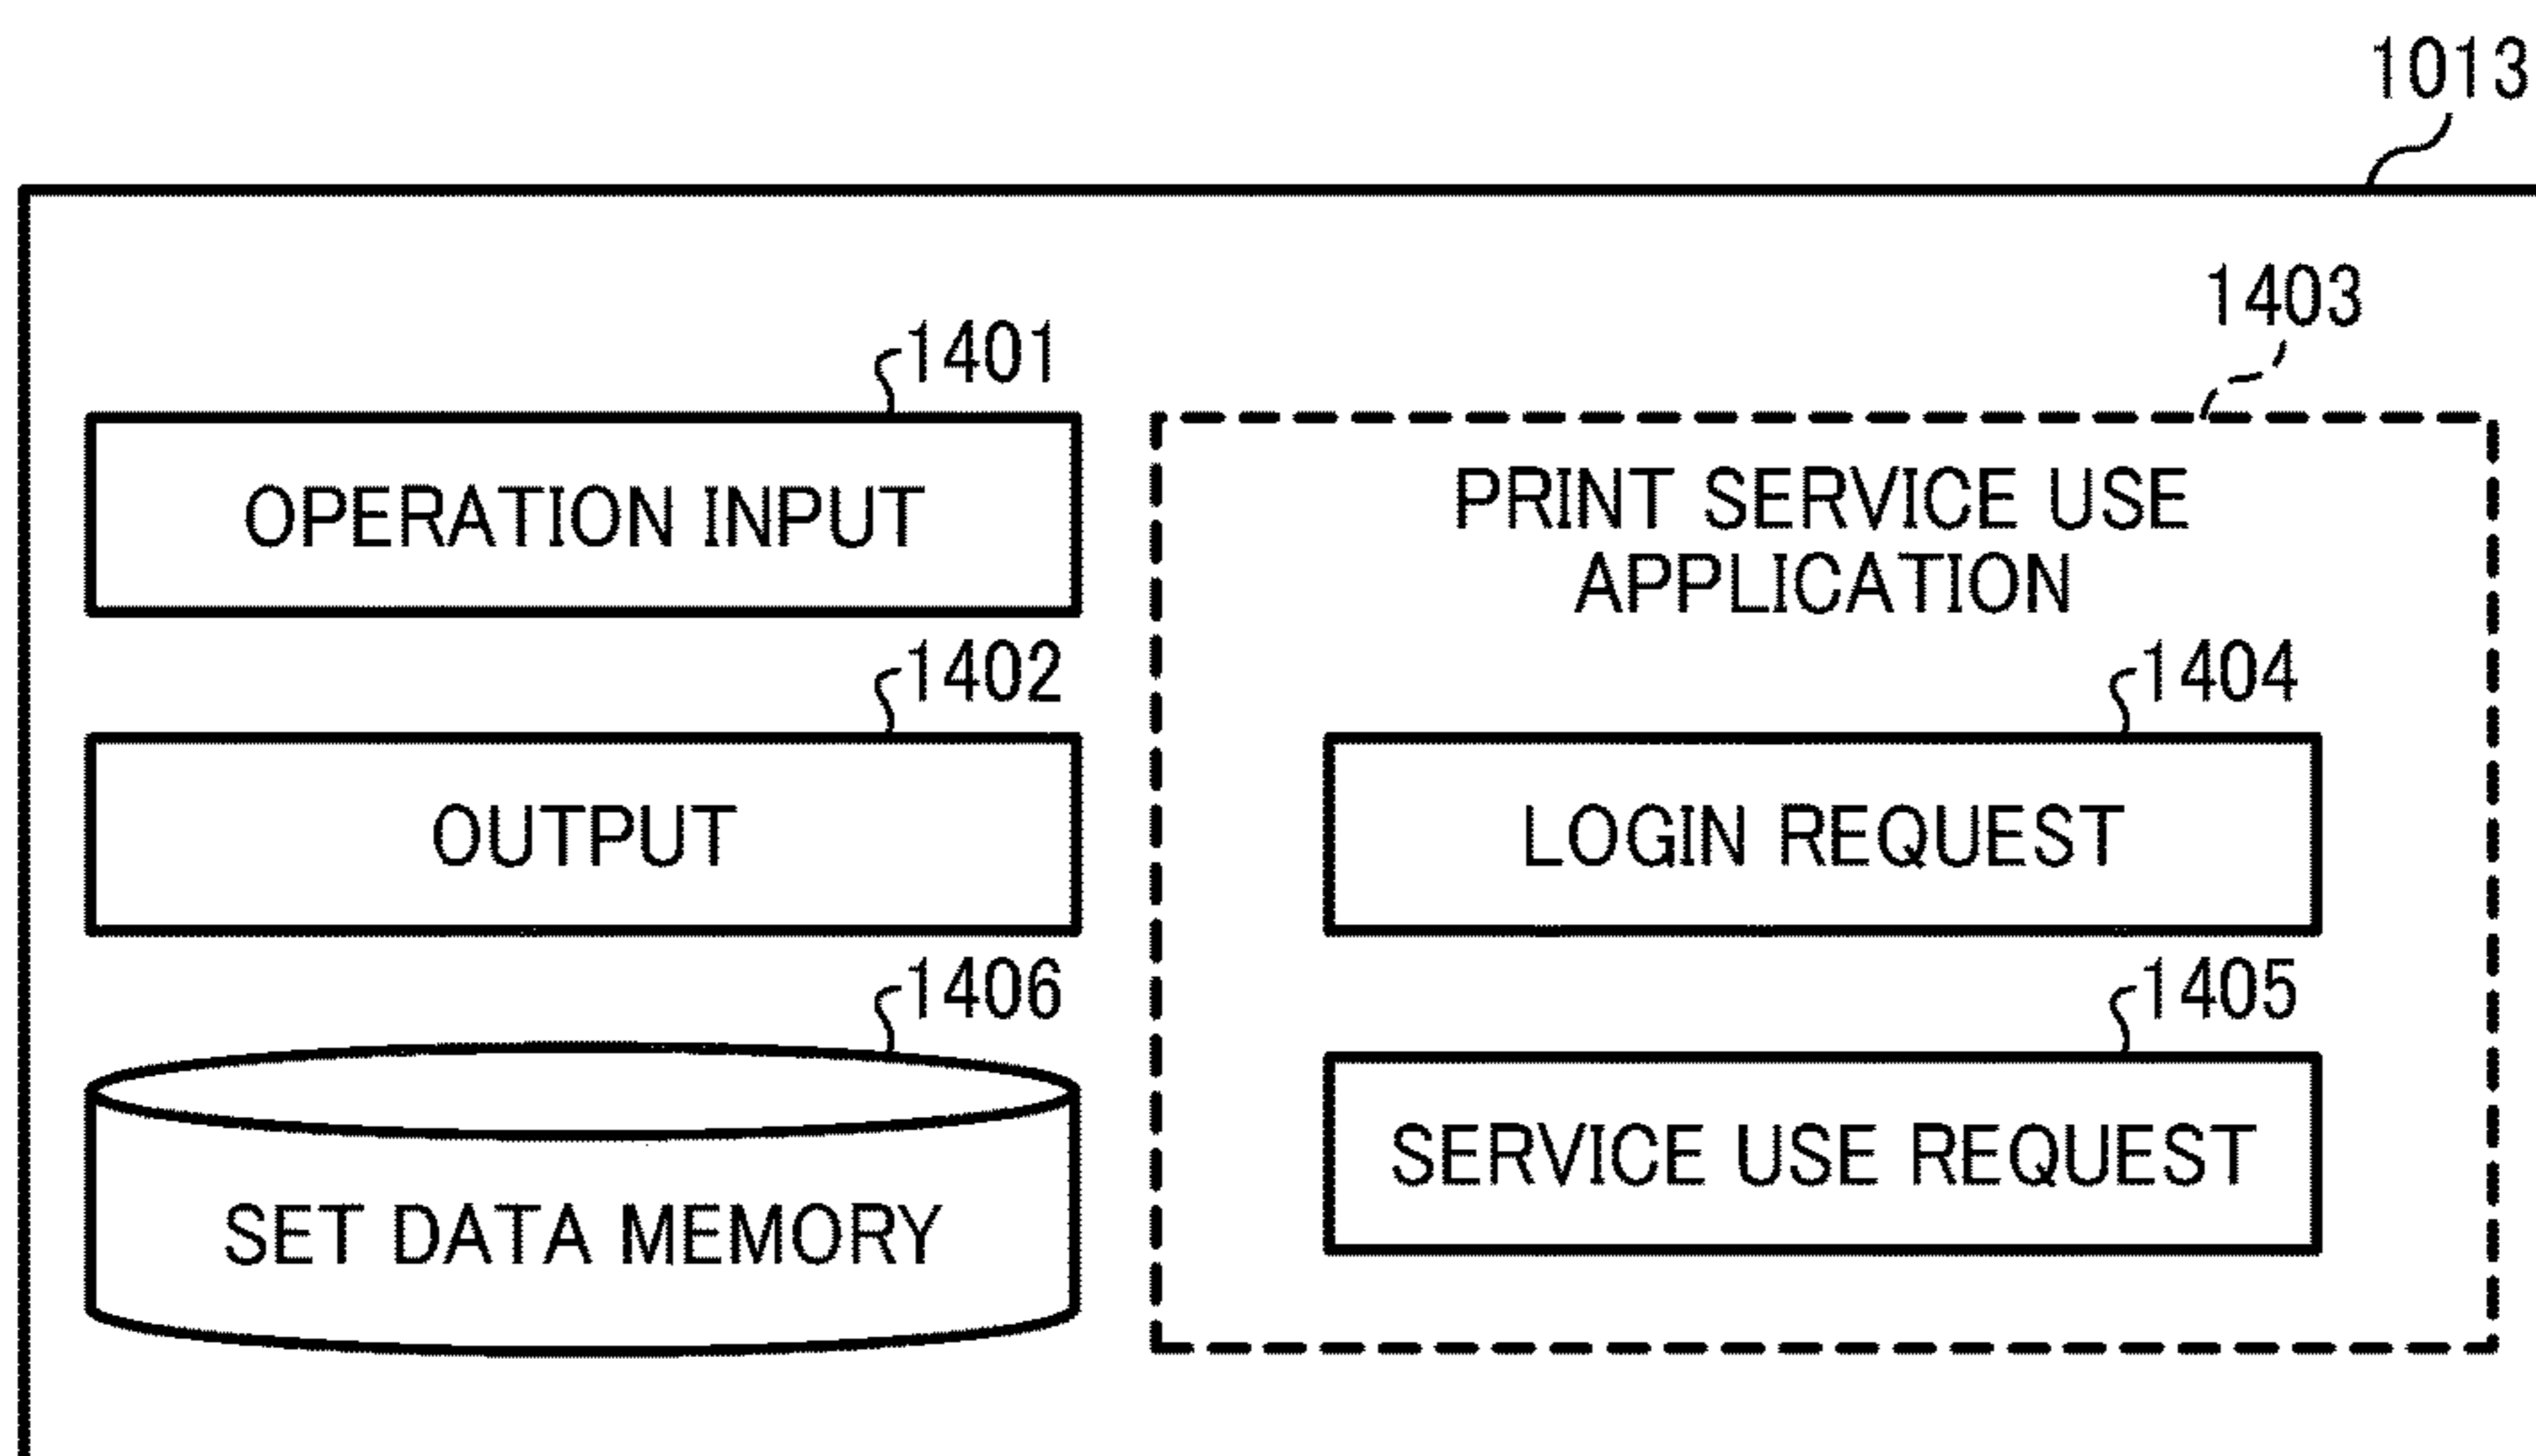 1013
1403
1401
OPERATION INPUT
PRINT SERVICE USE
APPLICATION
1402
1404
OUTPUT
LOGIN REQUEST
1406
1405
SERVICE USE REQUEST
SET DATA MEMORY